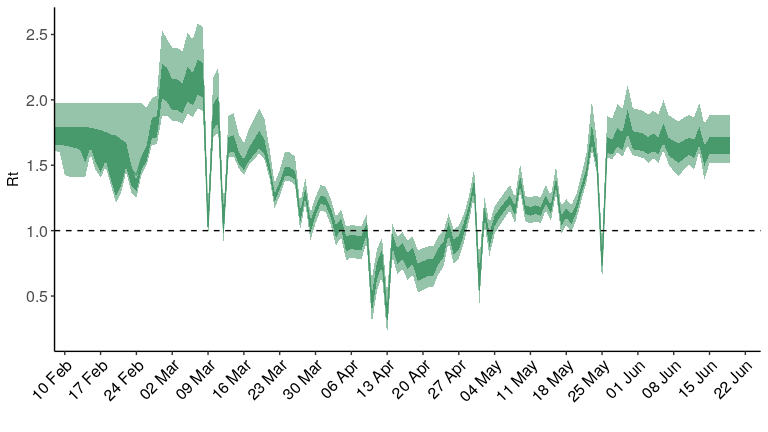 2.5
2.0
1.5
1.0
0.5
Rt
10 Feb
17 Feb
24 Feb
02 Mar
09 Mar
16 Mar
23 Mar
30 Mar
06 Apr
13 Apr
20 Apr
27 Apr
04 May
11 May
18 May
25 May
01 Jun
08 Jun
15 Jun
22 Jun